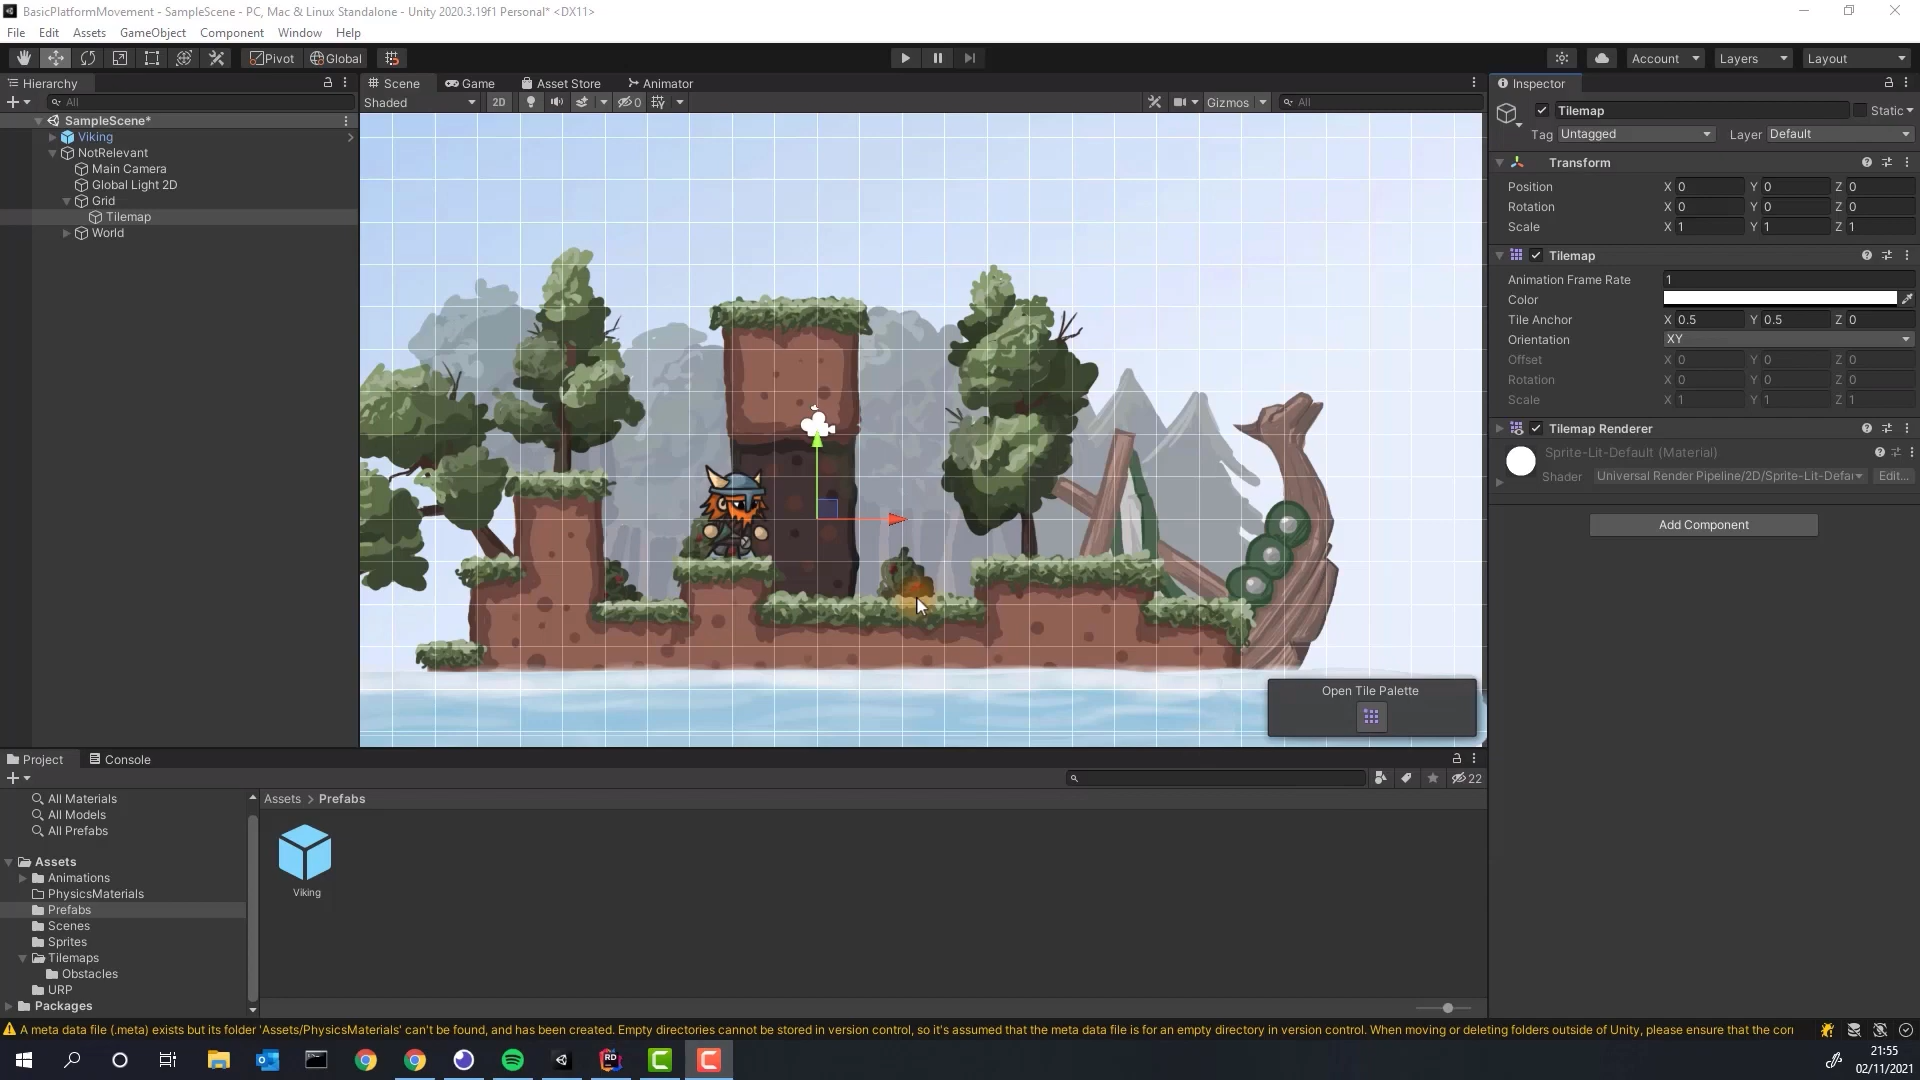 BasicPlatformMovement - SampleScene - PC, Mac & Linux Standalone - Unity 2020.3.19f1 Personal* <DX11>
File Edit Assets GameObject Component Window Help
Pivot Global
Account Layers Layout
Hierarchy
All
SampleScene*
Viking
NotRelevant
Main Camera
Global Light 2D
Grid
Tilemap
World
Scene Game Asset Store Animator
Shaded 2D 0 Gizmos All
Open Tile Palette
Inspector
Tilemap Static
Tag Untagged Layer Default
Transform
Position X 0 Y 0 Z 0
Rotation X 0 Y 0 Z 0
Scale X 1 Y 1 Z 1
Tilemap
Animation Frame Rate 1
Color
Tile Anchor X 0.5 Y 0.5 Z 0
Orientation XY
Offset X 0 Y 0 Z 0
Rotation X 0 Y 0 Z 0
Scale X 1 Y 1 Z 1
Tilemap Renderer
Sprite-Lit-Default (Material)
Shader Universal Render Pipeline/2D/Sprite-Lit-Defau Edit...
Add Component
Project Console
22
All Materials
All Models
All Prefabs
Assets
Animations
PhysicsMaterials
Prefabs
Scenes
Sprites
Tilemaps
Obstacles
URP
Packages
Assets > Prefabs
Viking
A meta data file (.meta) exists but its folder 'Assets/PhysicsMaterials' can't be found, and has been created. Empty directories cannot be stored in version control, so it's assumed that the meta data file is for an empty directory in version control. When moving or deleting folders outside of Unity, please ensure that the corr
RD
21:55
02/11/2021